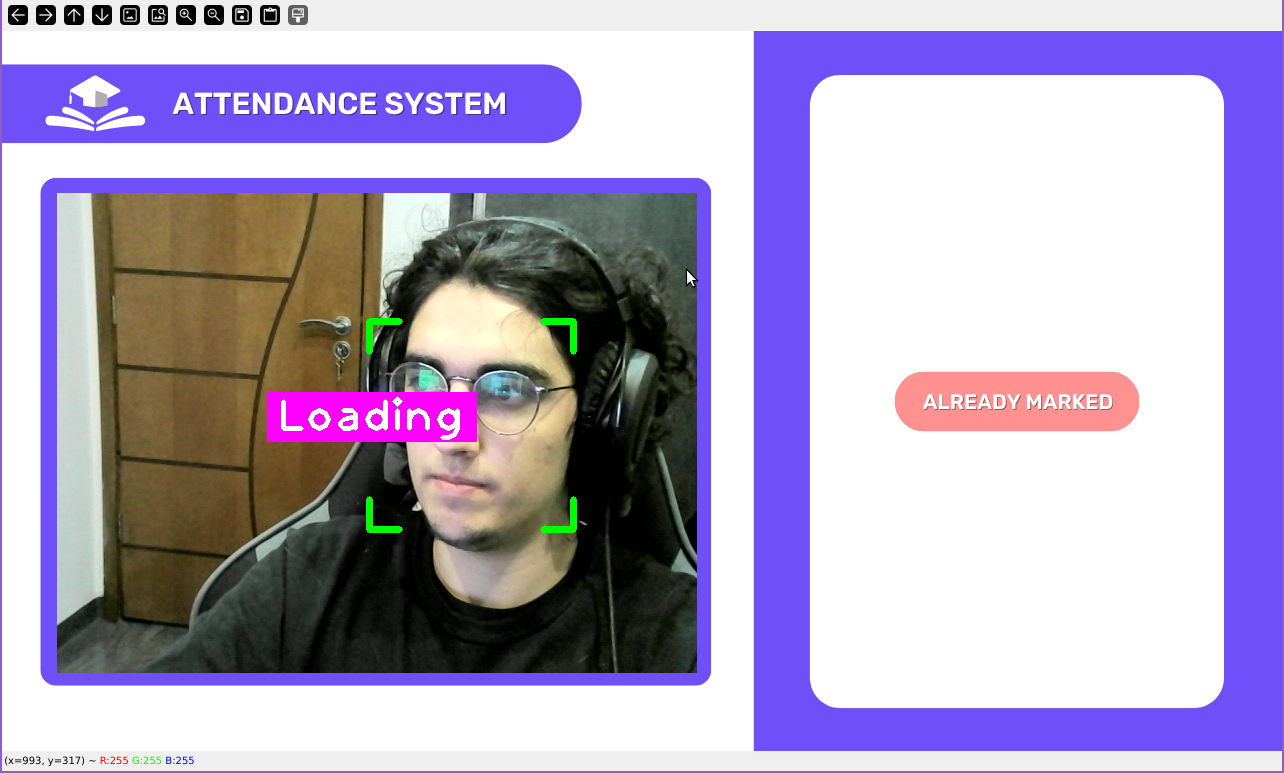 ATTENDANCE SYSTEM
Loading
ALREADY MARKED
(x=993, y=317) ~ R:255 G:255 B:255